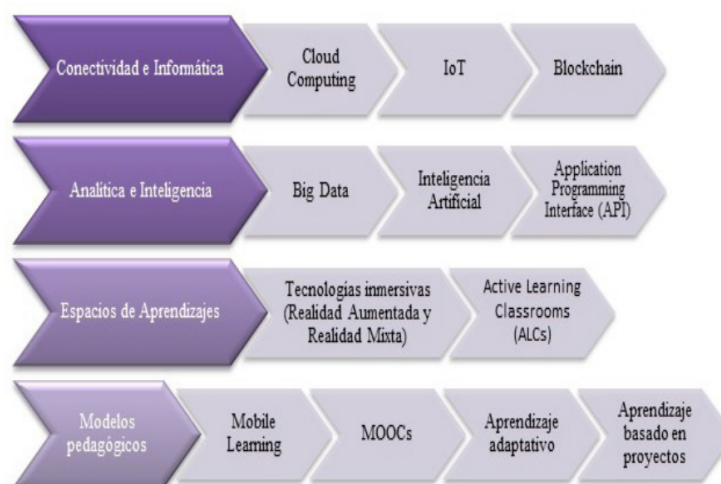 Conectividad e Informática
Cloud
Computing
IoT
Blockchain
Analítica e Inteligencia
Big Data
Inteligencia
Artificial
Application
Programming
Interface (API)
Espacios de Aprendizajes
Tecnologías inmersivas
(Realidad Aumentada y
Realidad Mixta)
Active Learning
Classrooms
(ALCs)
Modelos
pedagógicos
Mobile
Learning
MOOCs
Aprendizaje
adaptativo
Aprendizaje
basado en
proyectos